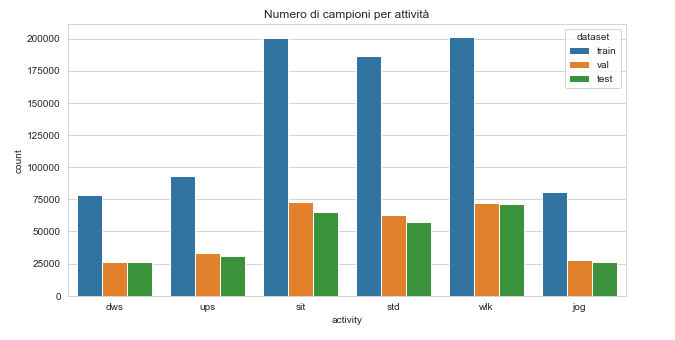 Numero di campioni per attività
dataset
train
val
test
200000
175000
150000
125000
100000
75000
50000
25000
0
count
dws ups sit std wlk jog
activity